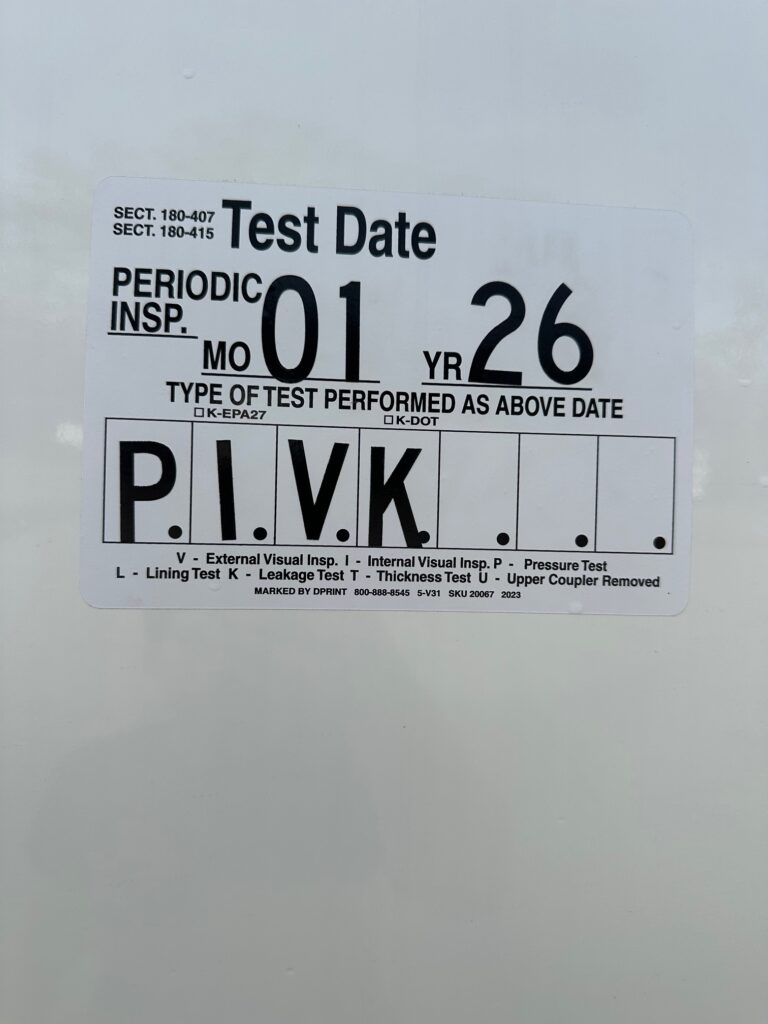 SECT. 180-407
SECT. 180-415
Test Date
PERIODIC
INSP.
MO 01 YR 26
TYPE OF TEST PERFORMED AS ABOVE DATE
☐ K-EPA27 ☐ K-DOT
P. I. V. K. . . .
V - External Visual Insp. I - Internal Visual Insp. P - Pressure Test
L - Lining Test K - Leakage Test T - Thickness Test U - Upper Coupler Removed
MARKED BY DPRINT 800-888-8545 5-V31 SKU 20067 2023